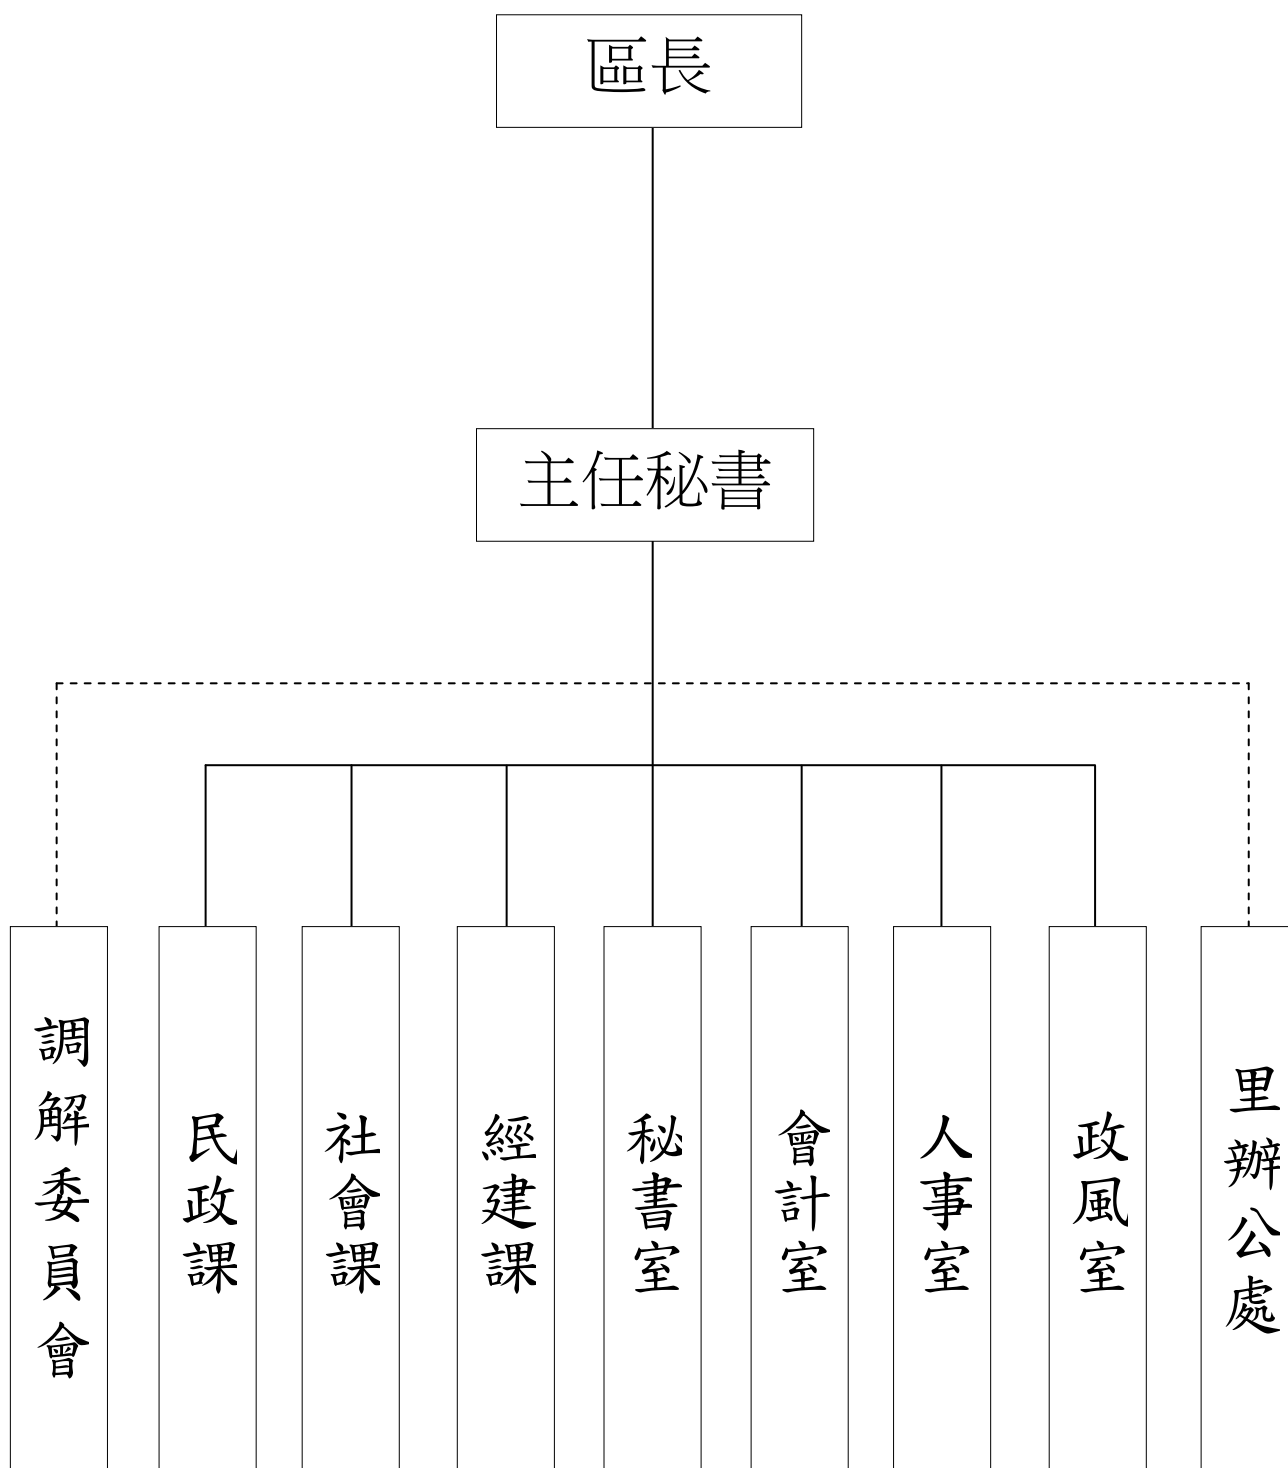 區長
主任秘書
調解委員會
民政課
社會課
經建課
秘書室
會計室
人事室
政風室
里辦公處